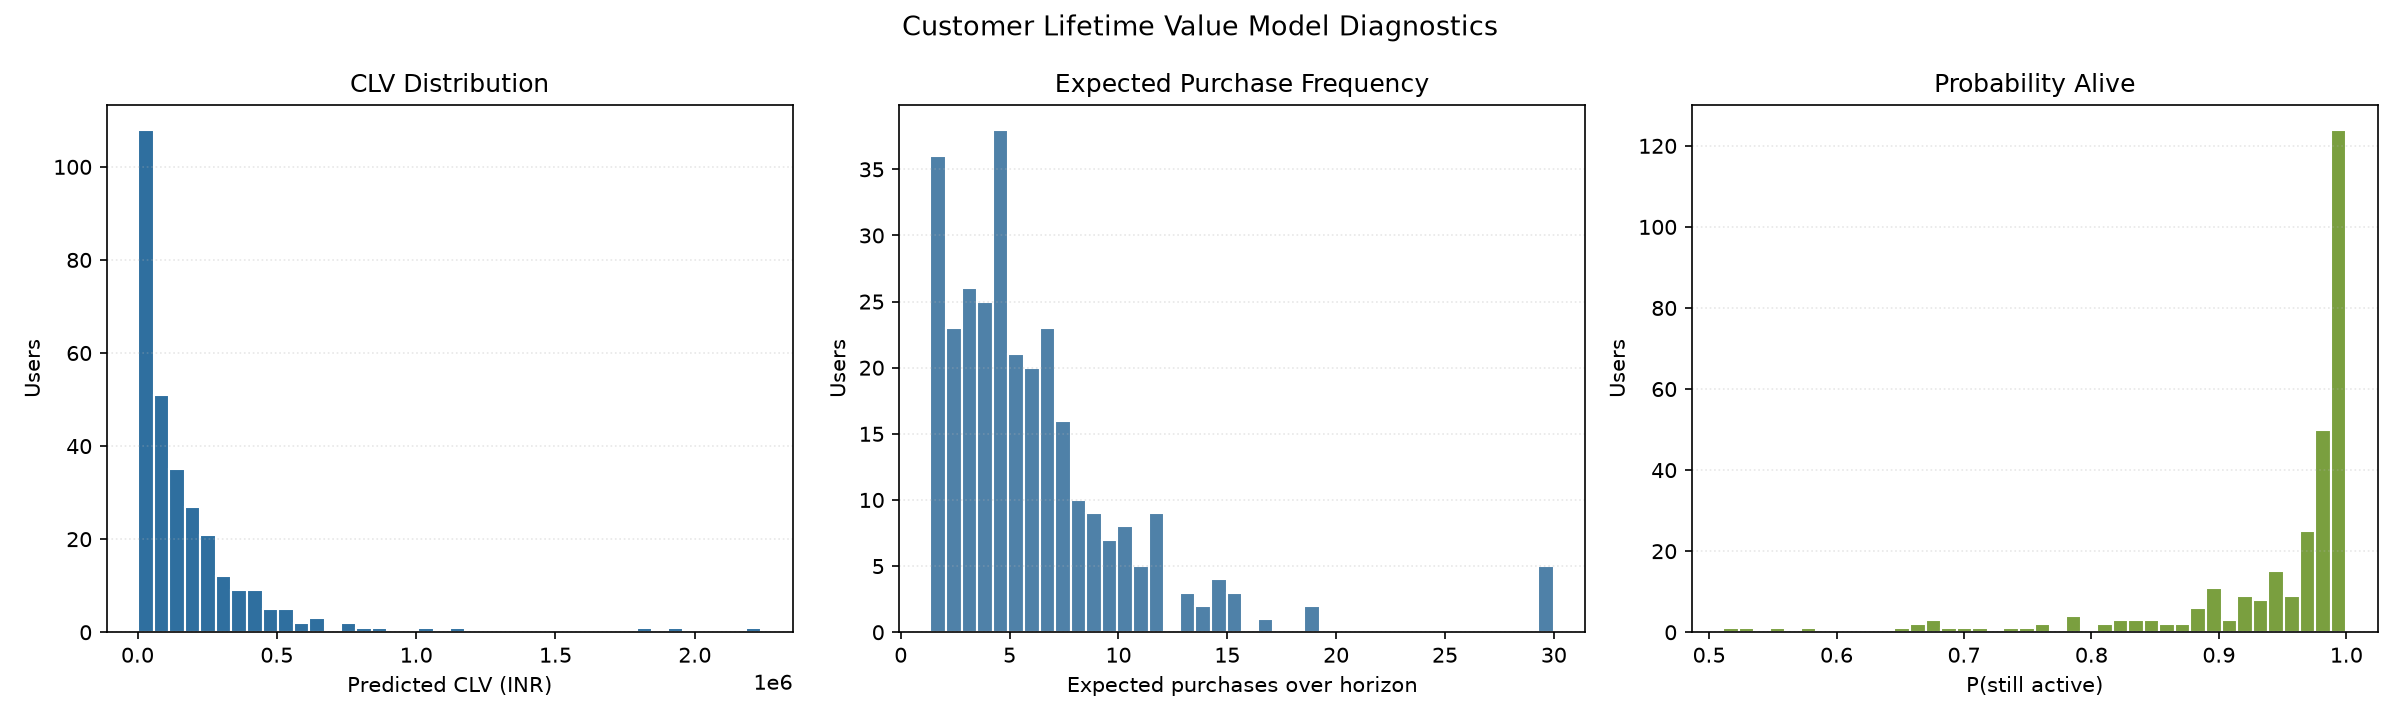 Customer Lifetime Value Model Diagnostics
CLV Distribution
Users
100
80
60
40
20
0
0.0 0.5 1.0 1.5 2.0
Predicted CLV (INR)
1e6
Expected Purchase Frequency
Users
35
30
25
20
15
10
5
0
0 5 10 15 20 25 30
Expected purchases over horizon
Probability Alive
Users
120
100
80
60
40
20
0
0.5 0.6 0.7 0.8 0.9 1.0
P(still active)